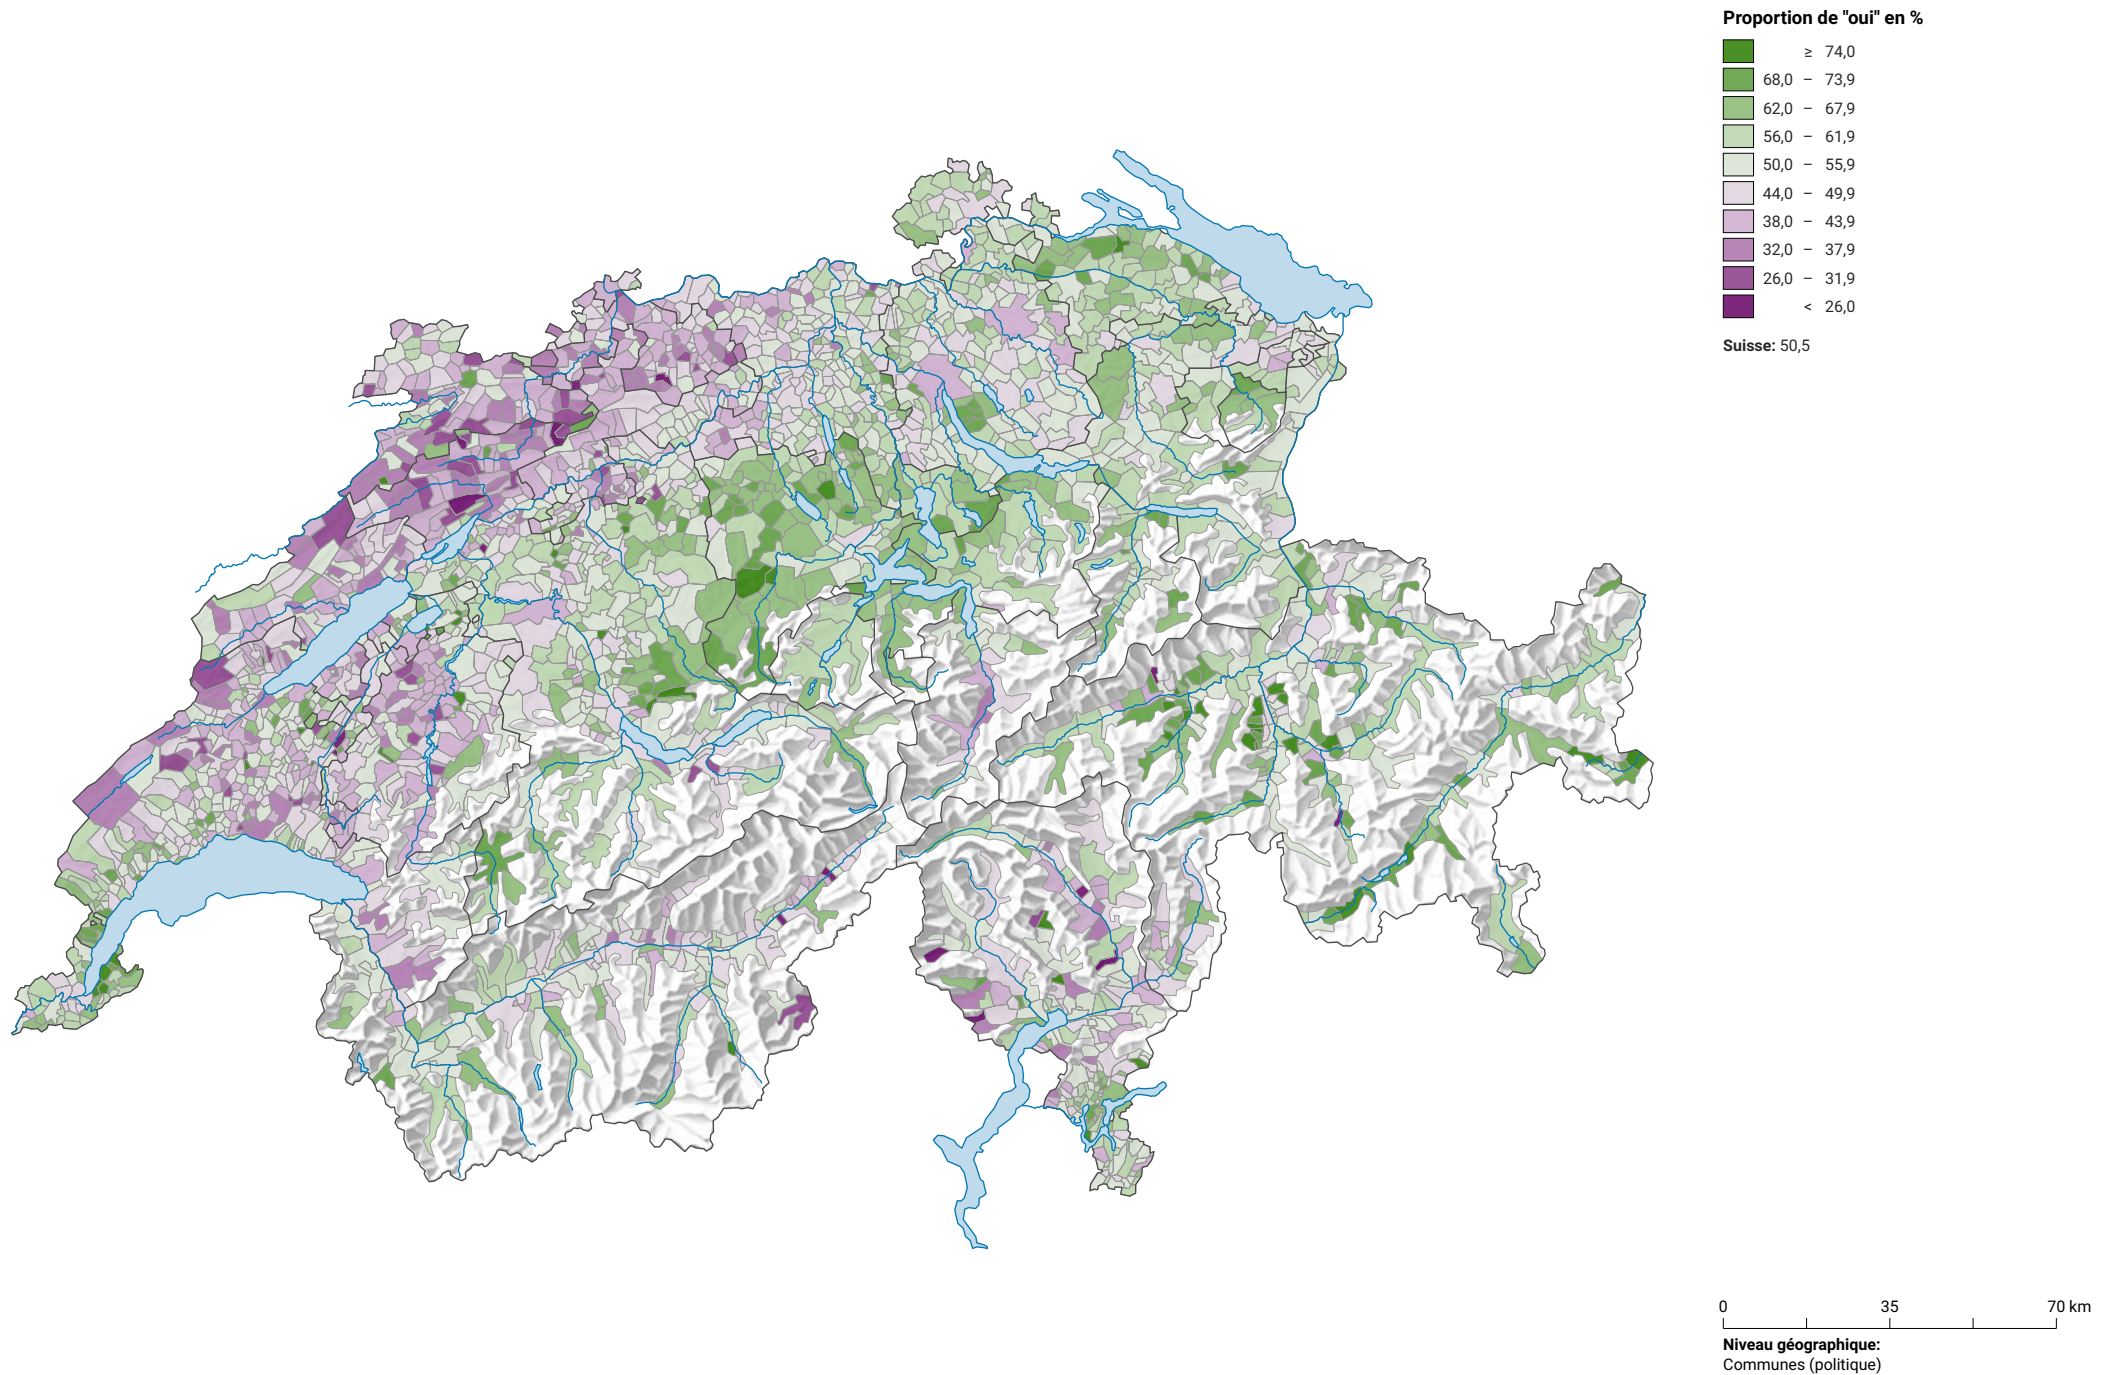 Proportion de "oui" en %
≥ 74,0
68,0 – 73,9
62,0 – 67,9
56,0 – 61,9
50,0 – 55,9
44,0 – 49,9
38,0 – 43,9
32,0 – 37,9
26,0 – 31,9
< 26,0
Suisse: 50,5
0 35 70 km
Niveau géographique:
Communes (politique)